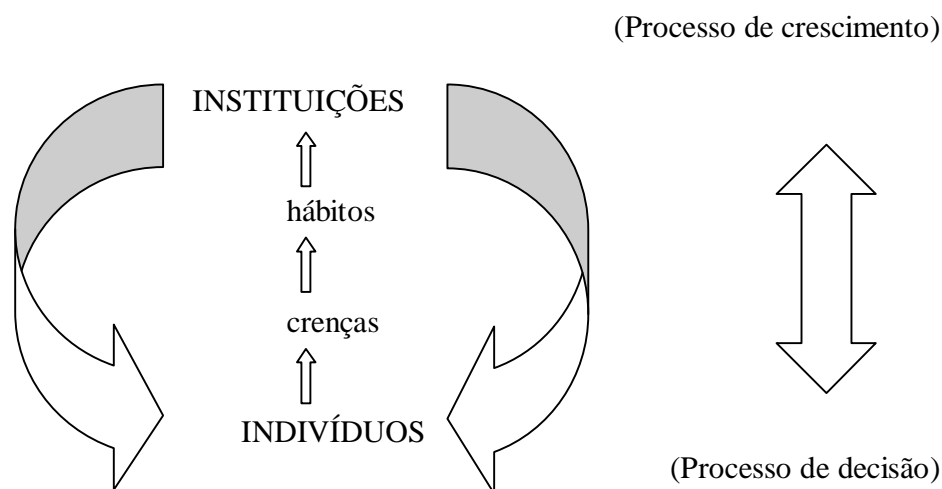 (Processo de crescimento)
INSTITUIÇÕES
hábitos
crenças
INDIVÍDUOS
(Processo de decisão)